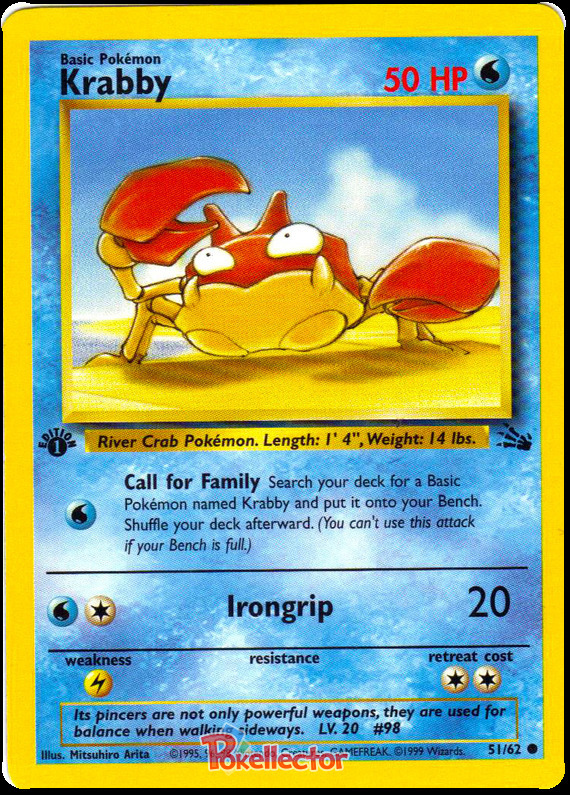 Basic Pokémon
Krabby
50 HP
EDITION
1
River Crab Pokémon. Length: 1' 4", Weight: 14 lbs.
Call for Family Search your deck for a Basic
Pokémon named Krabby and put it onto your Bench.
Shuffle your deck afterward. (You can't use this attack
if your Bench is full.)
Irongrip 20
weakness resistance retreat cost
Its pincers are not only powerful weapons, they are used for
balance when walking sideways. LV. 20 #98
Illus. Mitsuhiro Arita ©1995, GAMEFREAK. ©1999 Wizards. 51/62
Pokellector